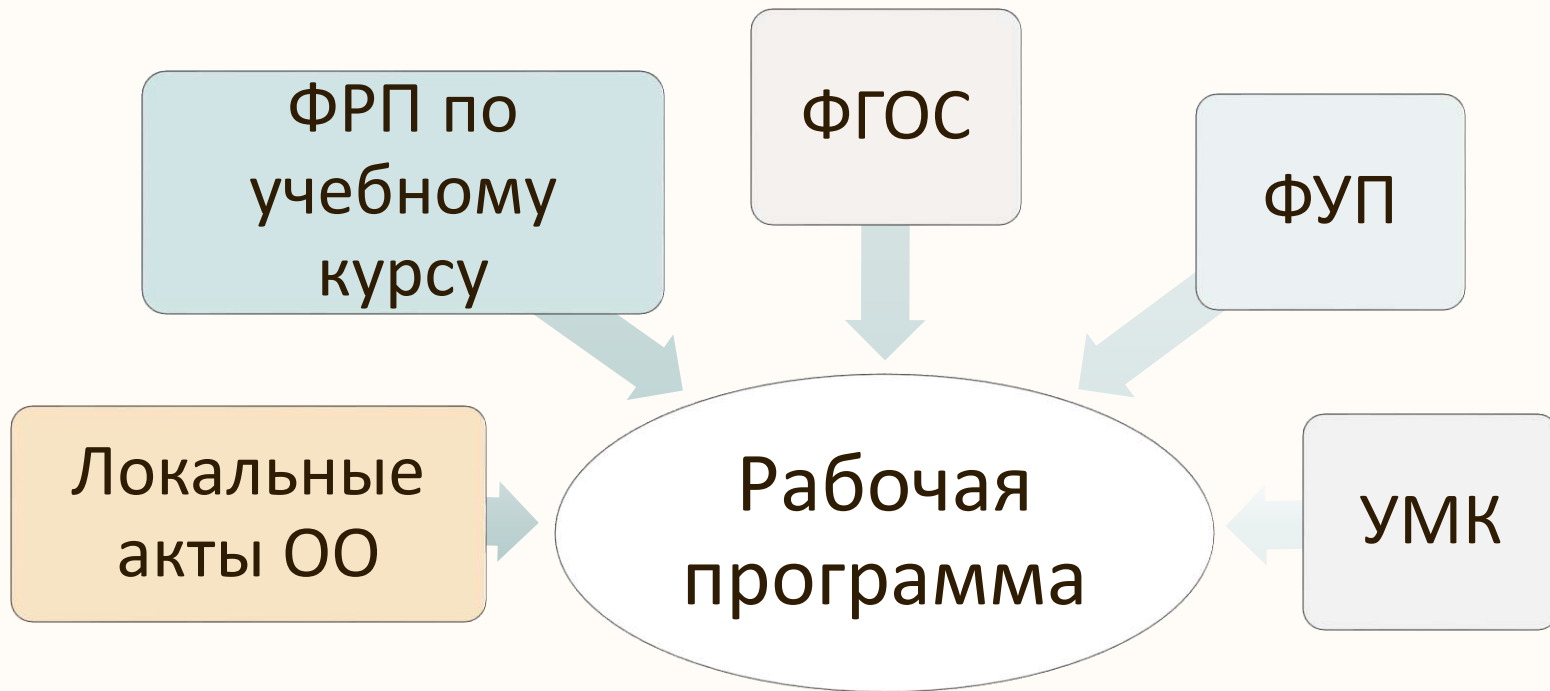 ФРП по
учебному
курсу
ФГОС
ФУП
Локальные
акты ОО
Рабочая
программа
УМК